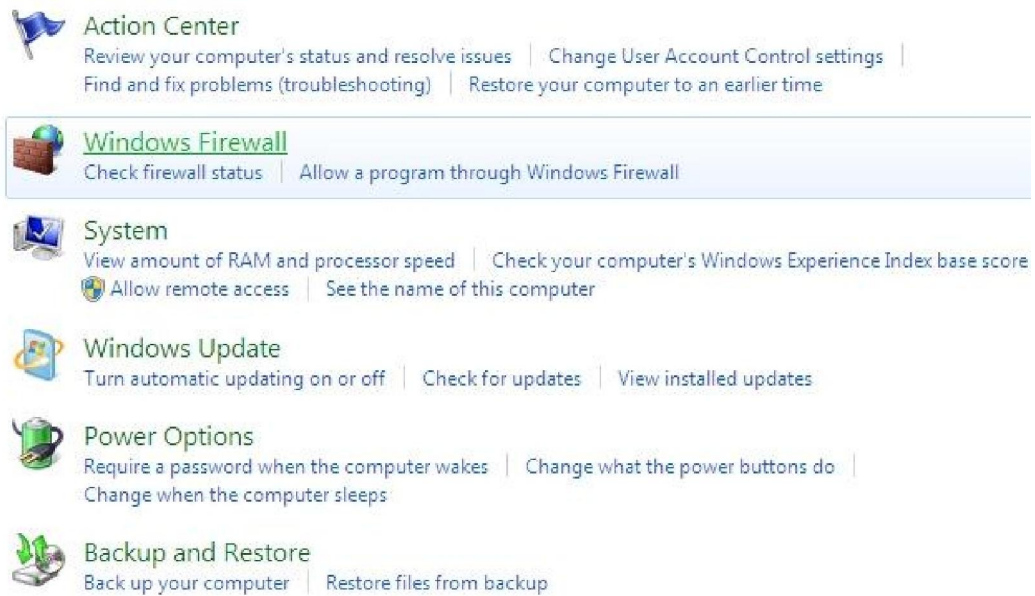 Action Center
Review your computer's status and resolve issues | Change User Account Control settings |
Find and fix problems (troubleshooting) | Restore your computer to an earlier time
Windows Firewall
Check firewall status | Allow a program through Windows Firewall
System
View amount of RAM and processor speed | Check your computer's Windows Experience Index base score
Allow remote access | See the name of this computer
Windows Update
Turn automatic updating on or off | Check for updates | View installed updates
Power Options
Require a password when the computer wakes | Change what the power buttons do |
Change when the computer sleeps
Backup and Restore
Back up your computer | Restore files from backup